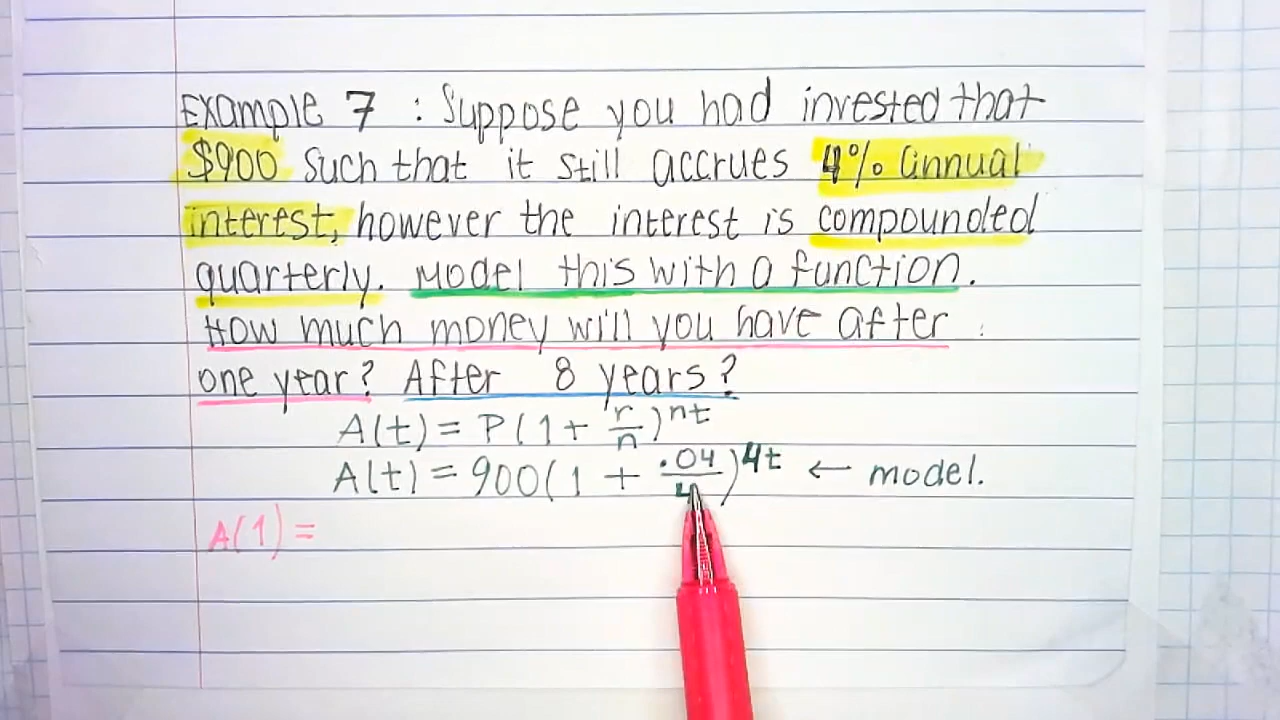 Example 7 : Suppose you had invested that
$900 such that it still accrues 4% annual
interest, however the interest is compounded
quarterly. Model this with a function.
How much money will you have after
one year? After 8 years?
A(t) = P(1 + r/n)^nt
A(t) = 900(1 + .04/4)^4t ← model.
A(1) =